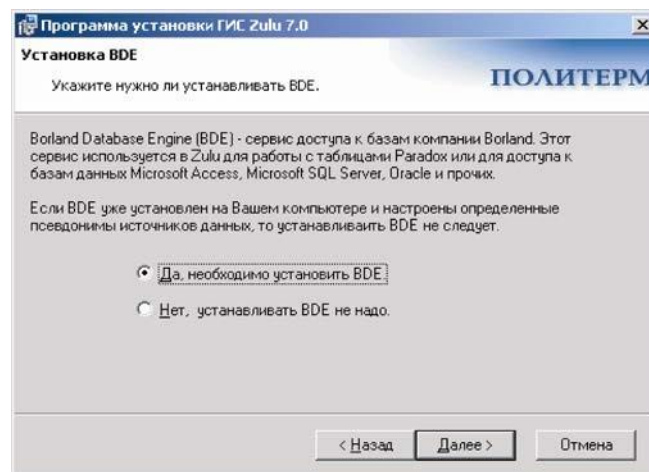 Программа установки ГИС Zulu 7.0
Установка BDE
Укажите нужно ли устанавливать BDE.
ПОЛИТЕРМ
Borland Database Engine (BDE) - сервис доступа к базам компании Borland. Этот
сервис используется в Zulu для работы с таблицами Paradox или для доступа к
базам данных Microsoft Access, Microsoft SQL Server, Oracle и прочих.
Если BDE уже установлен на Вашем компьютере и настроены определенные
псевдонимы источников данных, то устанавливаить BDE не следует.
Да, необходимо установить BDE.
Нет, устанавливать BDE не надо.
< Назад
Далее >
Отмена